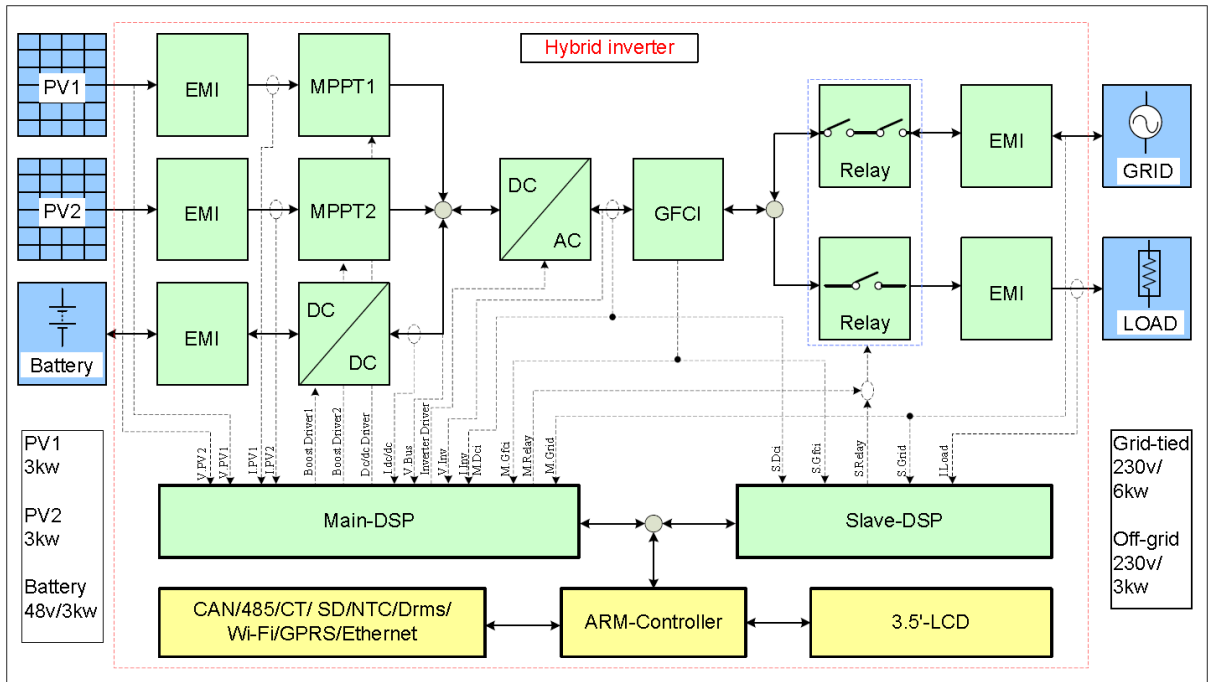 Hybrid inverter
PV1
EMI
MPPT1
Relay
EMI
GRID
PV2
EMI
MPPT2
DC
AC
GFCI
Relay
EMI
LOAD
Battery
EMI
DC
DC
V.PV2
V.PV1
I.PV1
I.PV2
Boost Driver1
Boost Driver2
Dc/dc Driver
I.dc/dc
V.Bus
Inverter Driver
V.Inv
I.Inv
M.Dci
M.Gfci
M.Relay
M.Grid
S.Dci
S.Gfci
S.Relay
S.Grid
I.Load
PV1
3kw
PV2
3kw
Battery
48v/3kw
Main-DSP
Slave-DSP
Grid-tied
230v/
6kw
Off-grid
230v/
3kw
CAN/485/CT/ SD/NTC/Drms/
Wi-Fi/GPRS/Ethernet
ARM-Controller
3.5'-LCD